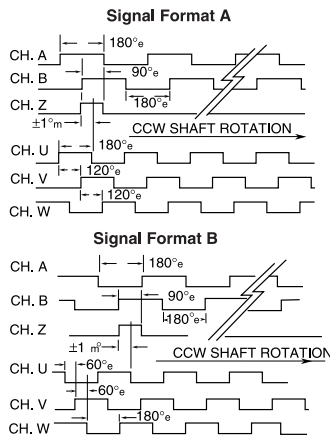 Signal Format A
CH. A 180°e
CH. B 90°e
180°e
CH. Z
±1°m
CCW SHAFT ROTATION
CH. U 180°e
CH. V 120°e
CH. W 120°e
Signal Format B
CH. A 180°e
CH. B 90°e
180°e
CH. Z
±1 m°
CCW SHAFT ROTATION
CH. U 60°e
60°e
CH. V
CH. W 180°e